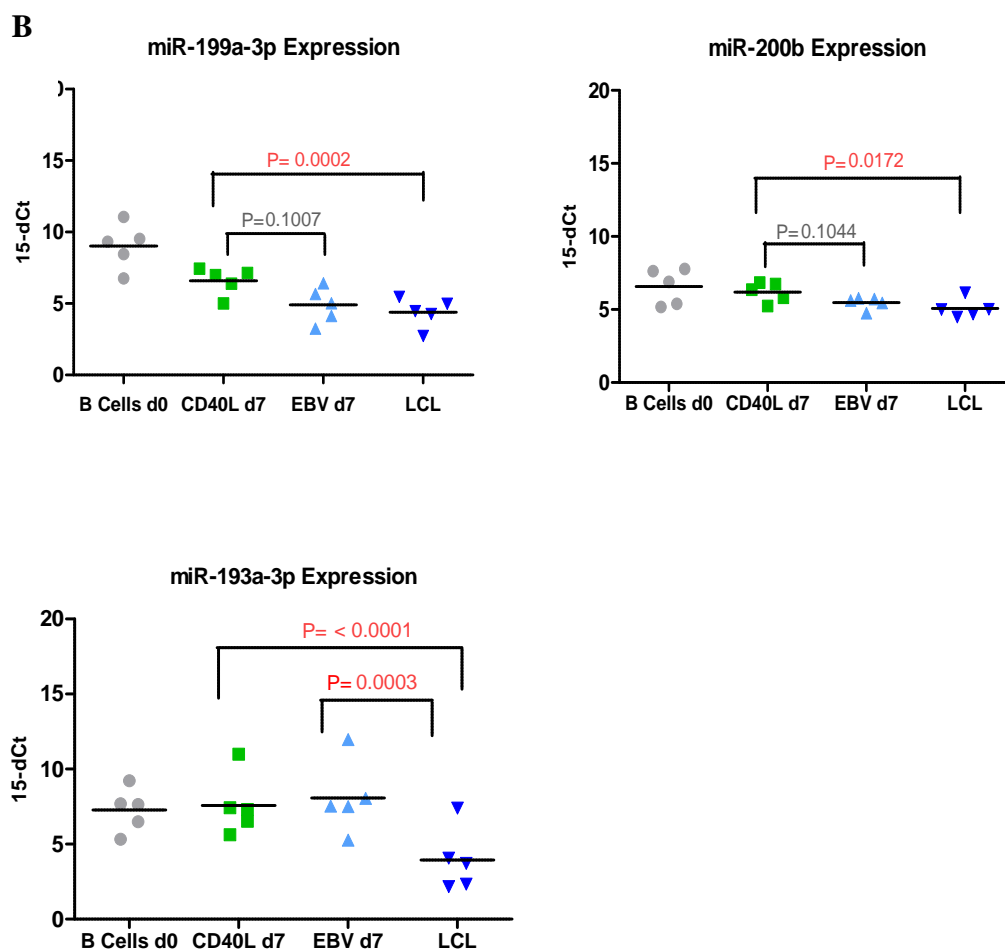 B
miR-199a-3p Expression
15-dCt
20
15
10
5
0
P= 0.0002
P=0.1007
B Cells d0 CD40L d7 EBV d7 LCL
miR-200b Expression
15-dCt
20
15
10
5
0
P=0.0172
P=0.1044
B Cells d0 CD40L d7 EBV d7 LCL
miR-193a-3p Expression
15-dCt
20
15
10
5
0
P= < 0.0001
P= 0.0003
B Cells d0 CD40L d7 EBV d7 LCL